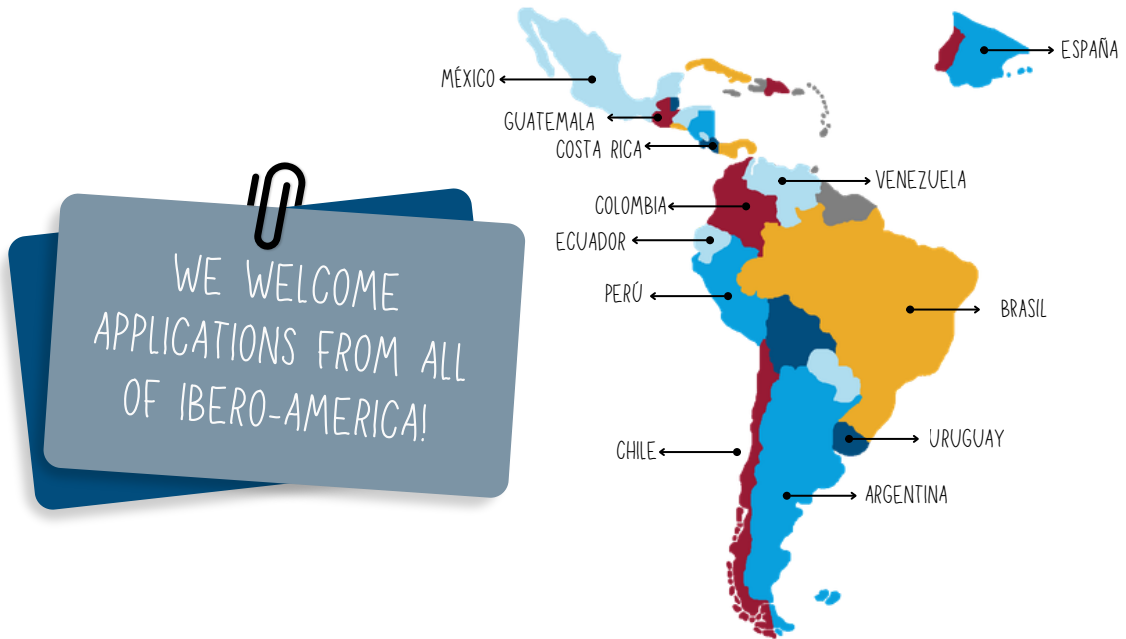 WE WELCOME
APPLICATIONS FROM ALL
OF IBERO-AMERICA!
MÉXICO
GUATEMALA
COSTA RICA
COLOMBIA
ECUADOR
PERÚ
CHILE
ESPAÑA
VENEZUELA
BRASIL
URUGUAY
ARGENTINA